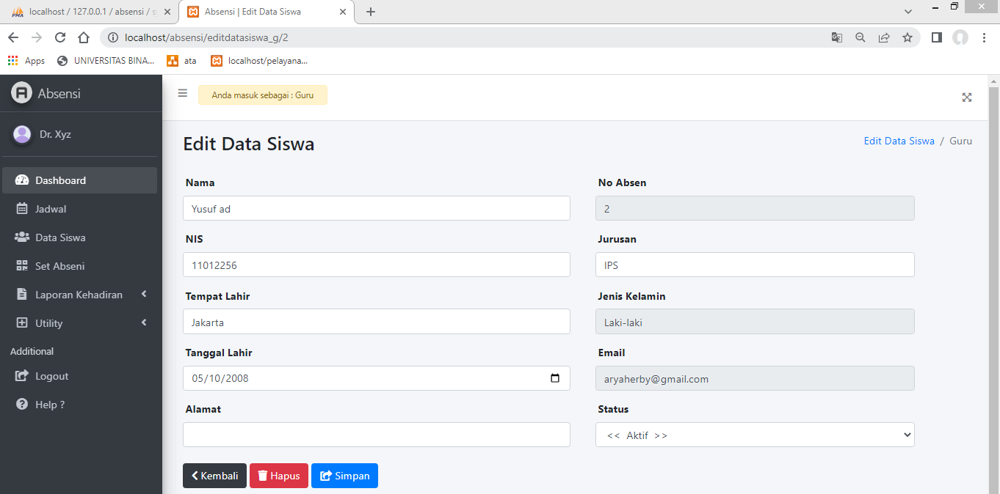 localhost / 127.0.0.1 / absensi / s
Absensi | Edit Data Siswa
localhost/absensi/editdatasiswa_g/2
Apps
UNIVERSITAS BINA...
ata
localhost/pelayana...
Absensi
Anda masuk sebagai : Guru
Dr. Xyz
Edit Data Siswa
Edit Data Siswa / Guru
Dashboard
Jadwal
Data Siswa
Set Abseni
Laporan Kehadiran
Utility
Additional
Logout
Help ?
Nama
Yusuf ad
No Absen
2
NIS
11012256
Jurusan
IPS
Tempat Lahir
Jakarta
Jenis Kelamin
Laki-laki
Tanggal Lahir
05/10/2008
Email
aryaherby@gmail.com
Alamat
Status
<< Aktif >>
Kembali
Hapus
Simpan